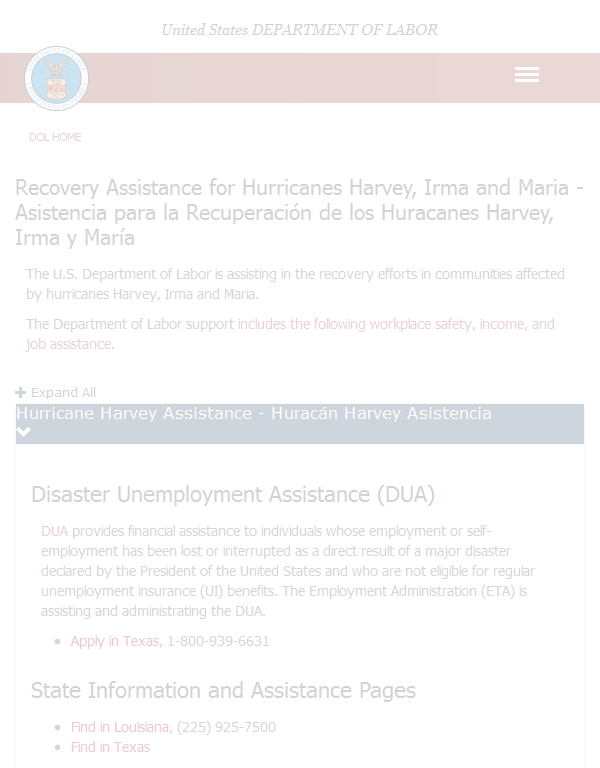 United States DEPARTMENT OF LABOR
DOL HOME
Recovery Assistance for Hurricanes Harvey, Irma and Maria -
Asistencia para la Recuperación de los Huracanes Harvey,
Irma y María
The U.S. Department of Labor is assisting in the recovery efforts in communities affected
by hurricanes Harvey, Irma and Maria.
The Department of Labor support includes the following workplace safety, income, and
job assistance.
Expand All
Hurricane Harvey Assistance - Huracán Harvey Asistencia
Disaster Unemployment Assistance (DUA)
DUA provides financial assistance to individuals whose employment or self-
employment has been lost or interrupted as a direct result of a major disaster
declared by the President of the United States and who are not eligible for regular
unemployment insurance (UI) benefits. The Employment Administration (ETA) is
assisting and administrating the DUA.
Apply in Texas, 1-800-939-6631
State Information and Assistance Pages
Find in Louisiana, (225) 925-7500
Find in Texas